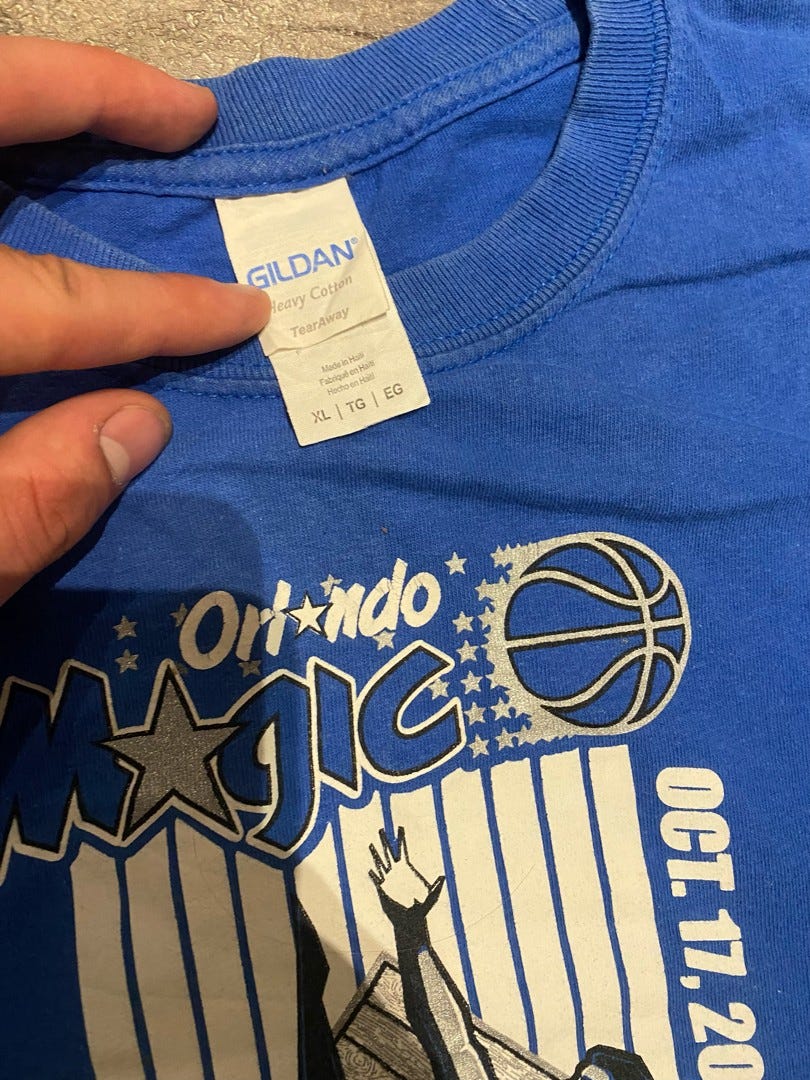 GILDAN®
Heavy Cotton
TearAway
Made in Haiti
Fabriqué en Haïti
Hecho en Haití
XL | TG | EG
Orlando
Magic
OCT. 17, 20